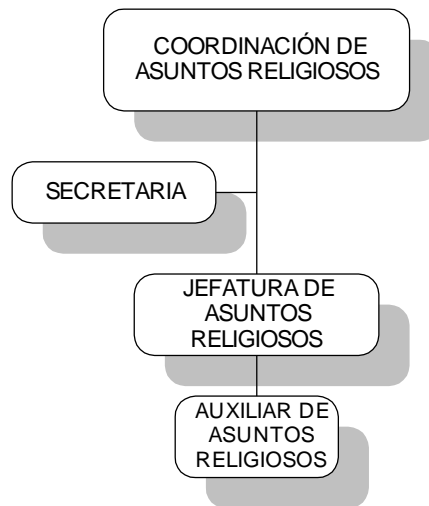 COORDINACIÓN DE
ASUNTOS RELIGIOSOS
SECRETARIA
JEFATURA DE
ASUNTOS
RELIGIOSOS
AUXILIAR DE
ASUNTOS
RELIGIOSOS